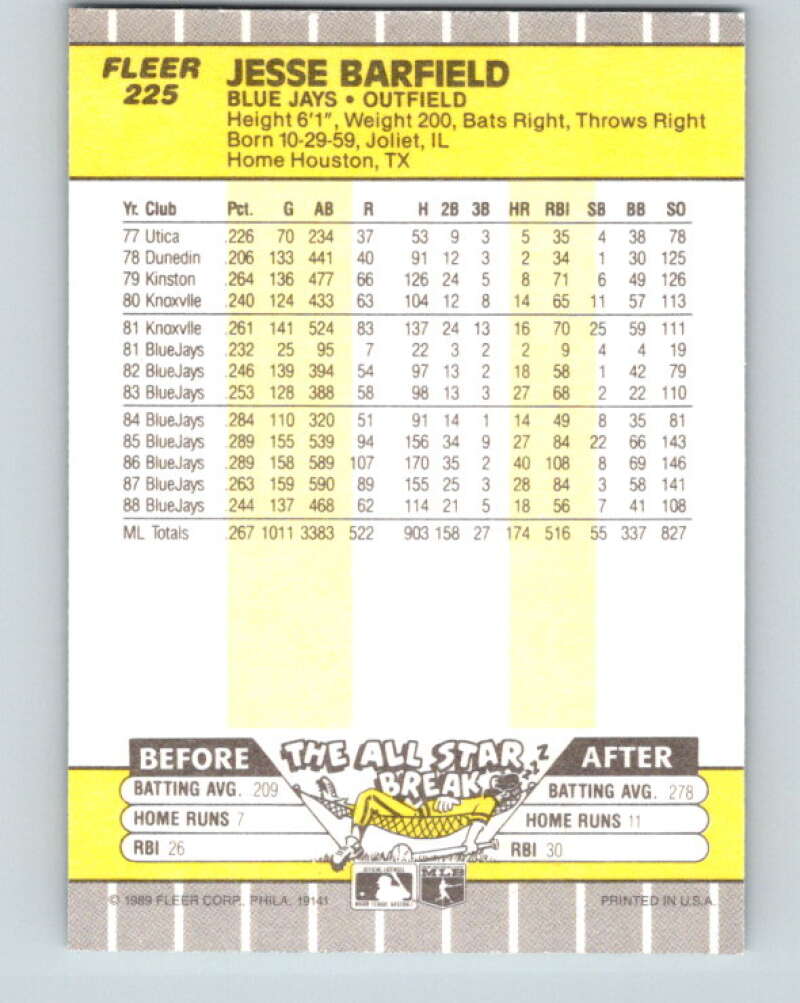 FLEER
225
JESSE BARFIELD
BLUE JAYS • OUTFIELD
Height 6'1", Weight 200, Bats Right, Throws Right
Born 10-29-59, Joliet, IL
Home Houston, TX
Yr. Club Pct. G AB R H 2B 3B HR RBI SB BB SO
77 Utica .226 70 234 37 53 9 3 5 35 4 38 78
78 Dunedin .206 133 441 40 91 12 3 2 34 1 30 125
79 Kinston .264 136 477 66 126 24 5 8 71 6 49 126
80 Knoxvlle .240 124 433 63 104 12 8 14 65 11 57 113
81 Knoxvlle .261 141 524 83 137 24 13 16 70 25 59 111
81 BlueJays .232 25 95 7 22 3 2 2 9 4 4 19
82 BlueJays .246 139 394 54 97 13 2 18 58 1 42 79
83 BlueJays .253 128 388 58 98 13 3 27 68 2 22 110
84 BlueJays .284 110 320 51 91 14 1 14 49 8 35 81
85 BlueJays .289 155 539 94 156 34 9 27 84 22 66 143
86 BlueJays .289 158 589 107 170 35 2 40 108 8 69 146
87 BlueJays .263 159 590 89 155 25 3 28 84 3 58 141
88 BlueJays .244 137 468 62 114 21 5 18 56 7 41 108
ML Totals .267 1011 3383 522 903 158 27 174 516 55 337 827
BEFORE THE ALL STAR BREAK AFTER
BATTING AVG. 209 BATTING AVG. 278
HOME RUNS 7 HOME RUNS 11
RBI 26 RBI 30
MLB
© 1989 FLEER CORP., PHILA. 19141 PRINTED IN U.S.A.